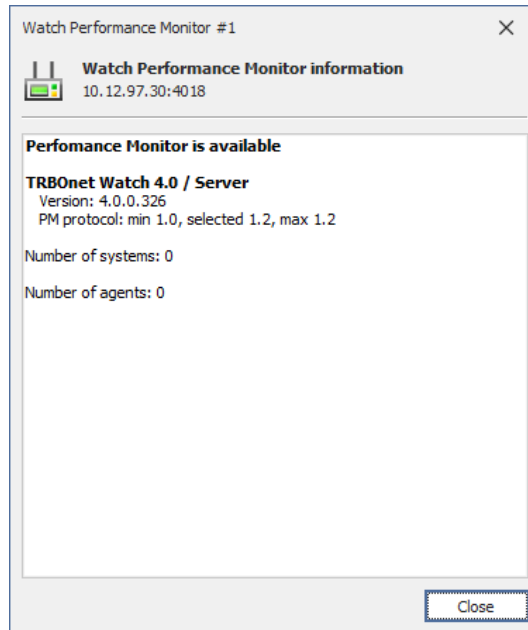 Watch Performance Monitor #1
Watch Performance Monitor information
10.12.97.30:4018
Perfomance Monitor is available
TRBOnet Watch 4.0 / Server
Version: 4.0.0.326
PM protocol: min 1.0, selected 1.2, max 1.2
Number of systems: 0
Number of agents: 0
Close